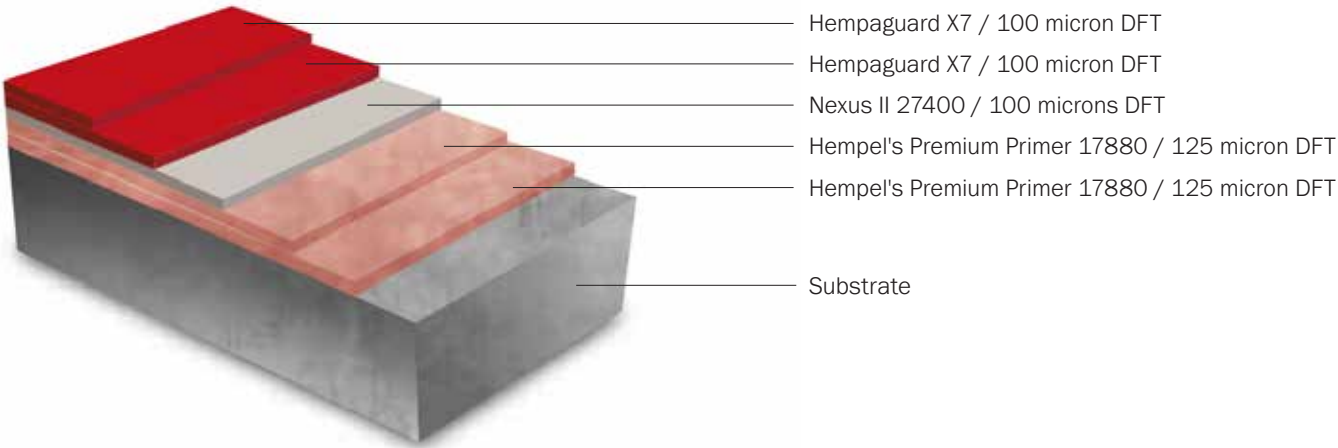 Hempaguard X7 / 100 micron DFT
Hempaguard X7 / 100 micron DFT
Nexus II 27400 / 100 microns DFT
Hempel's Premium Primer 17880 / 125 micron DFT
Hempel's Premium Primer 17880 / 125 micron DFT
Substrate